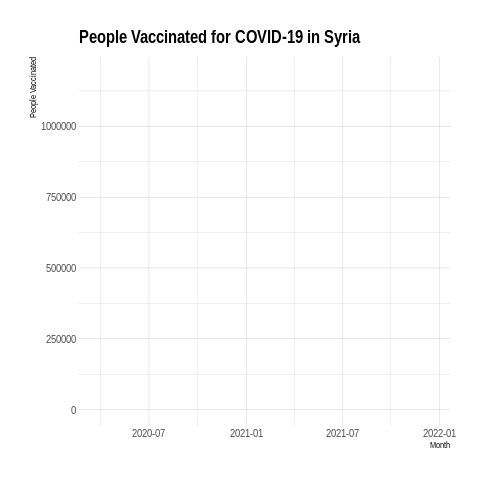 People Vaccinated for COVID-19 in Syria
People Vaccinated
1000000
750000
500000
250000
0
2020-07 2021-01 2021-07 2022-01
Month